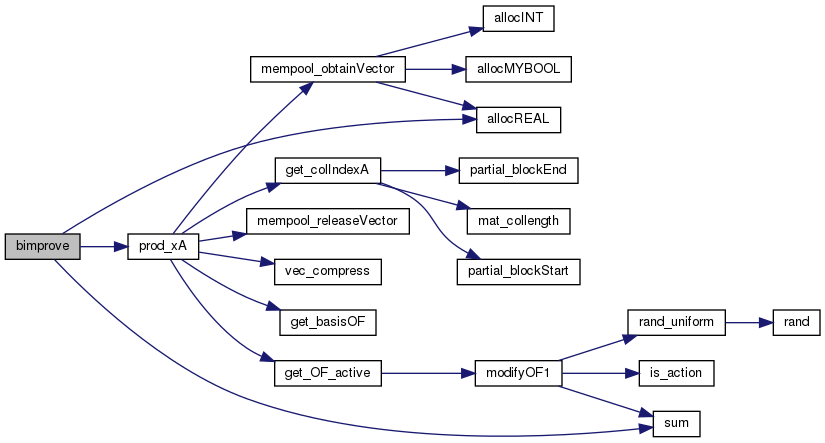 allocINT
mempool_obtainVector
allocMYBOOL
allocREAL
get_colIndexA
partial_blockEnd
mempool_releaseVector
mat_collength
bimprove
prod_xA
vec_compress
partial_blockStart
get_basisOF
rand_uniform
rand
get_OF_active
modifyOF1
is_action
sum